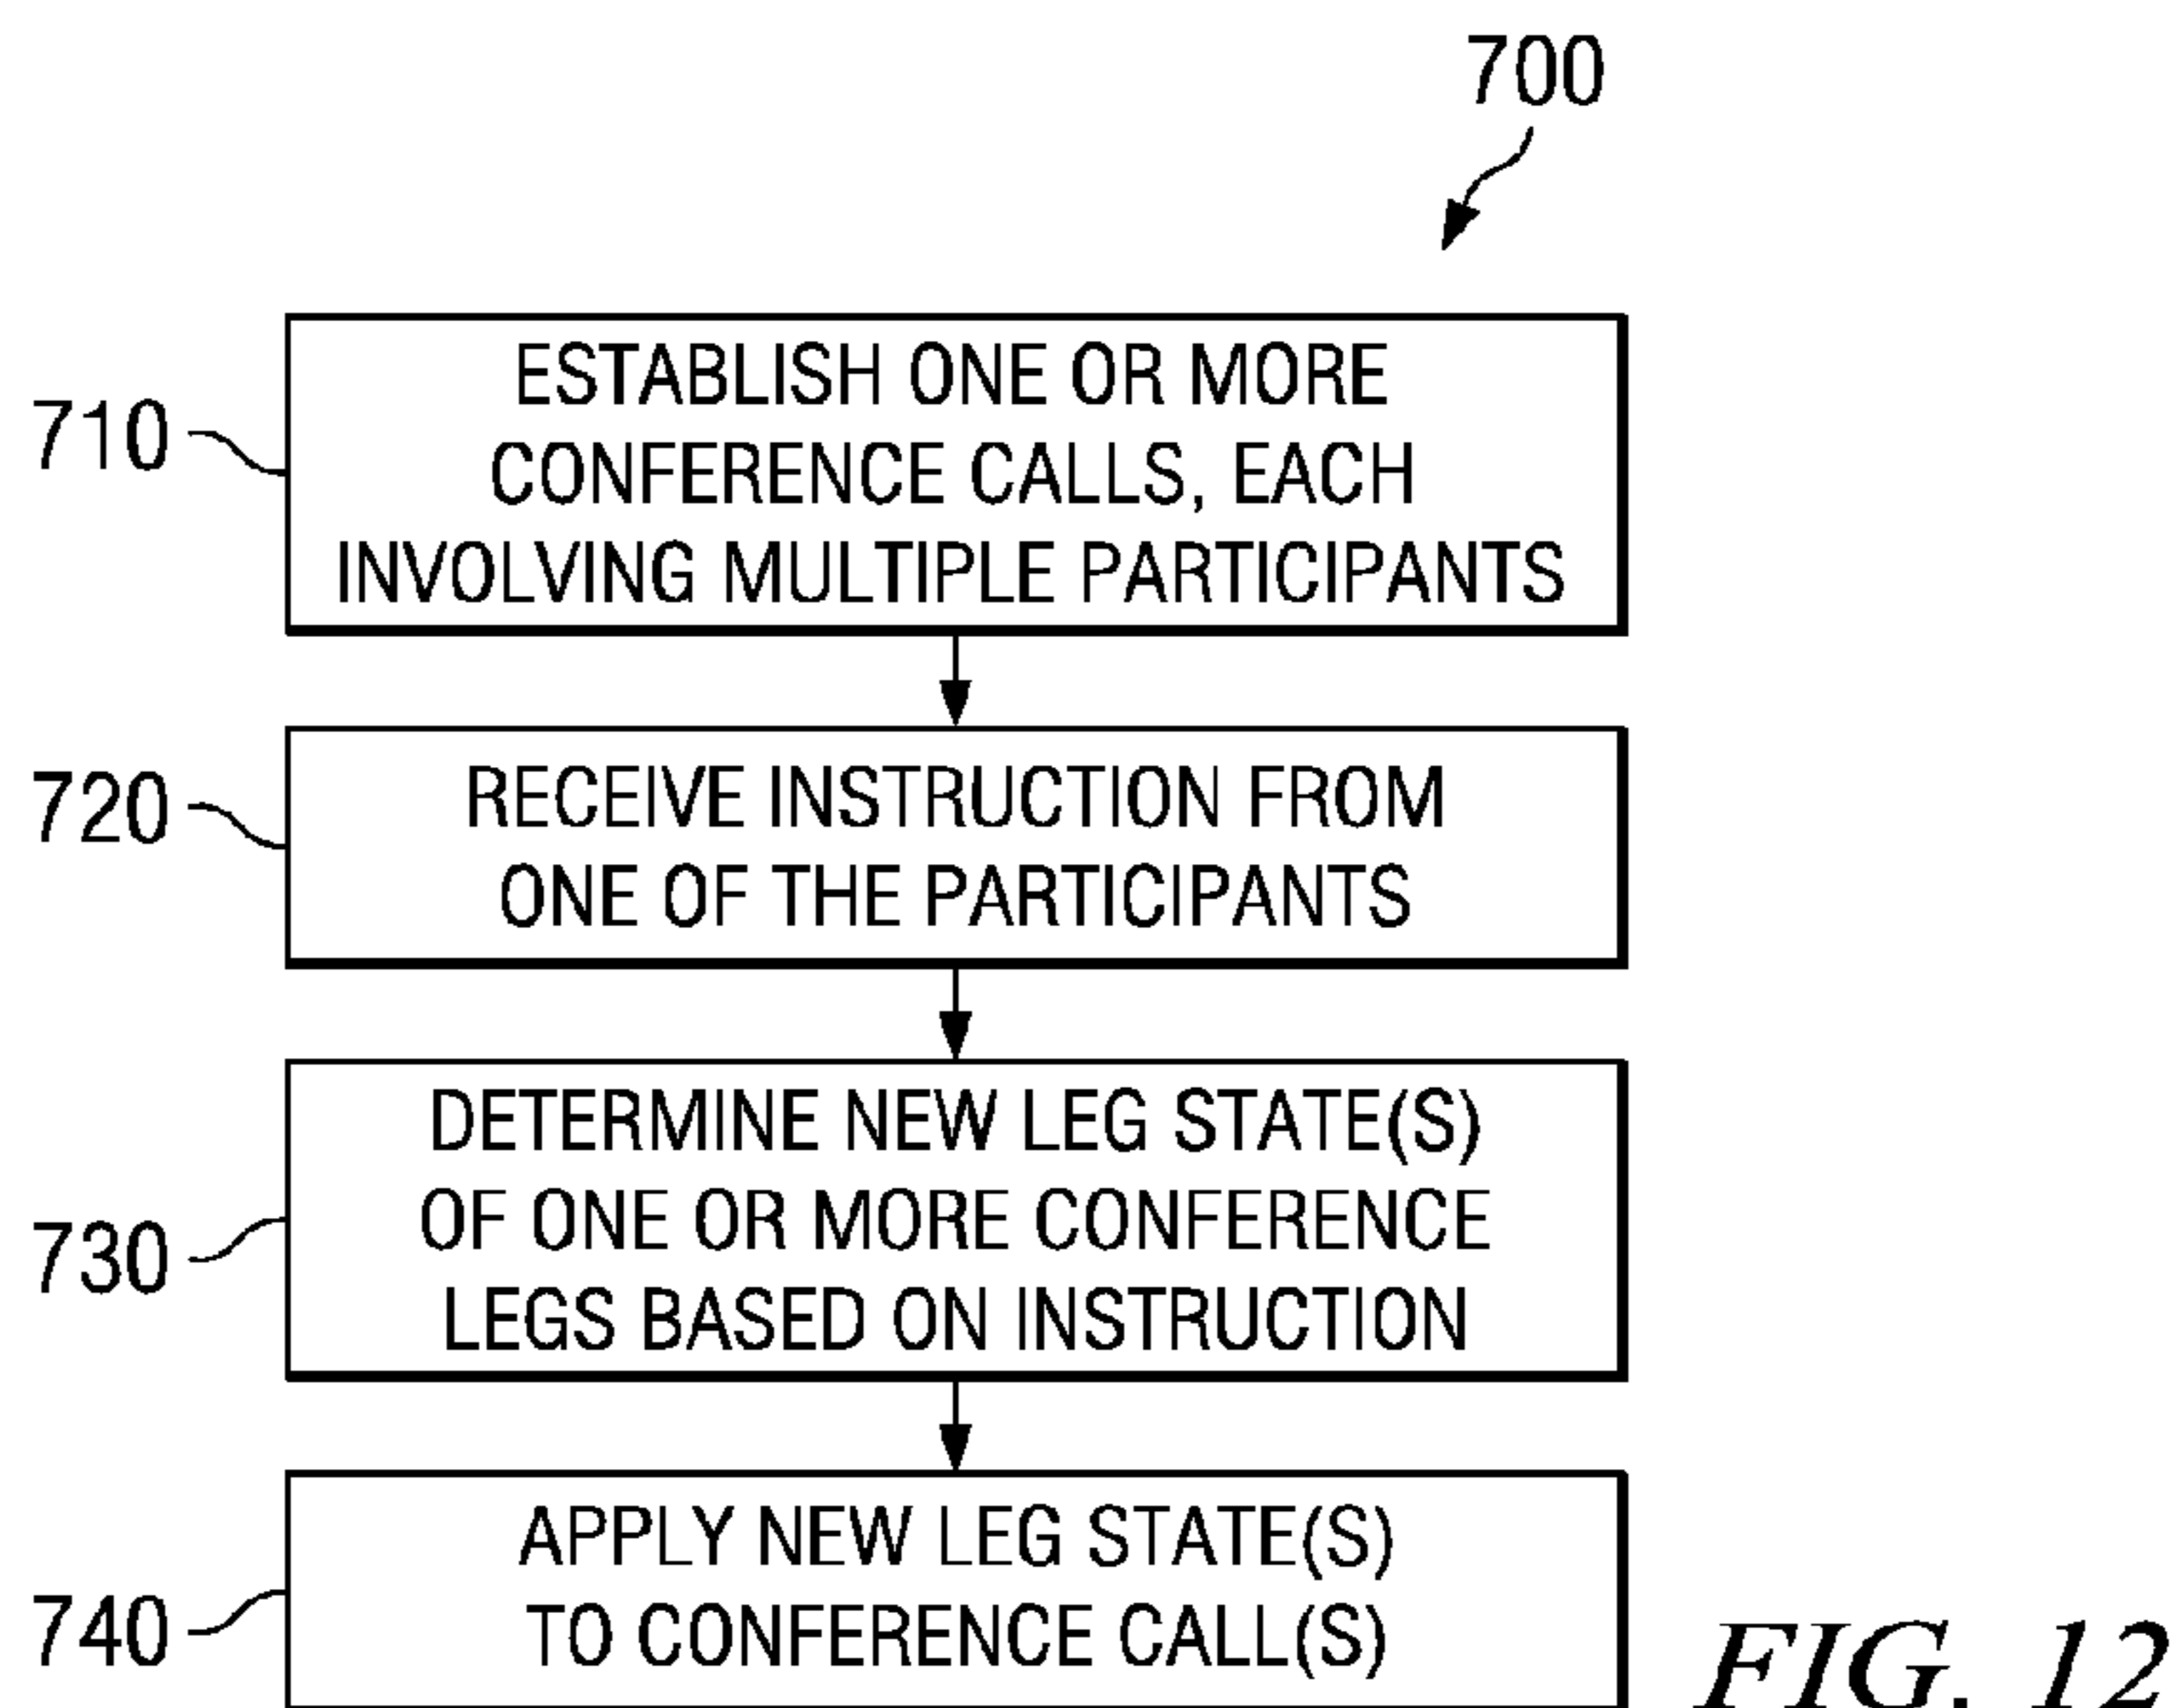 700
710
ESTABLISH ONE OR MORE
CONFERENCE CALLS, EACH
INVOLVING MULTIPLE PARTICIPANTS
720
RECEIVE INSTRUCTION FROM
ONE OF THE PARTICIPANTS
730
DETERMINE NEW LEG STATE(S)
OF ONE OR MORE CONFERENCE
LEGS BASED ON INSTRUCTION
740
APPLY NEW LEG STATE(S)
TO CONFERENCE CALL(S)
FIG. 12